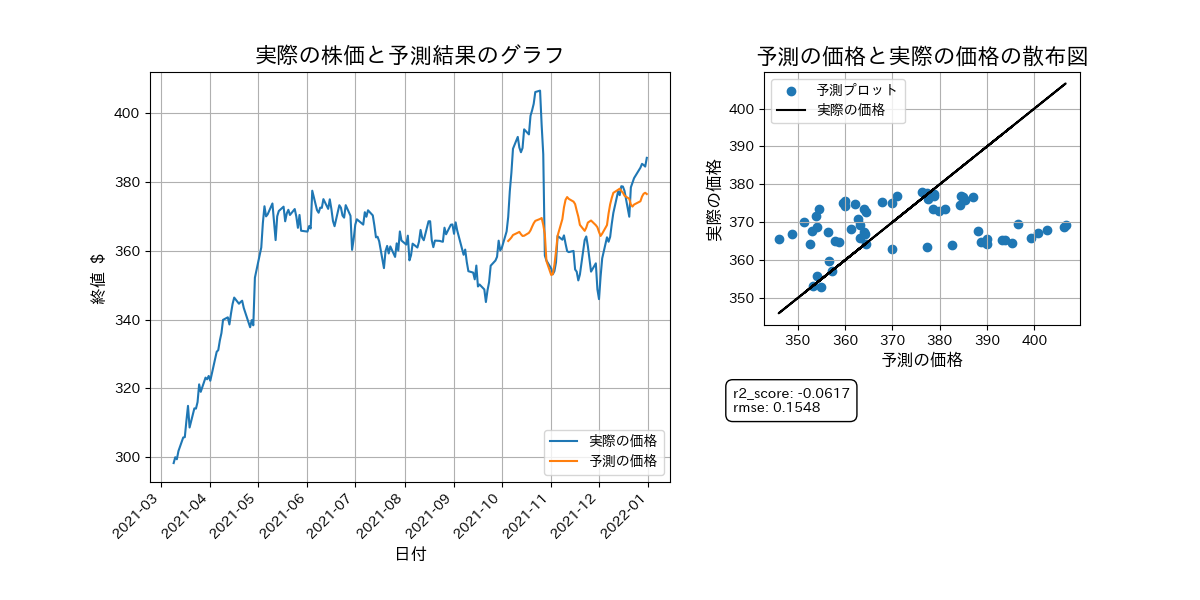 実際の株価と予測結果のグラフ
400
380
360
340
320
300
終値 $
2021-03
2021-04
2021-05
2021-06
2021-07
2021-08
2021-09
2021-10
2021-11
2021-12
2022-01
日付
実際の価格
予測の価格
予測の価格と実際の価格の散布図
予測プロット
実際の価格
400
390
380
370
360
350
実際の価格
350
360
370
380
390
400
予測の価格
r2_score: -0.0617
rmse: 0.1548